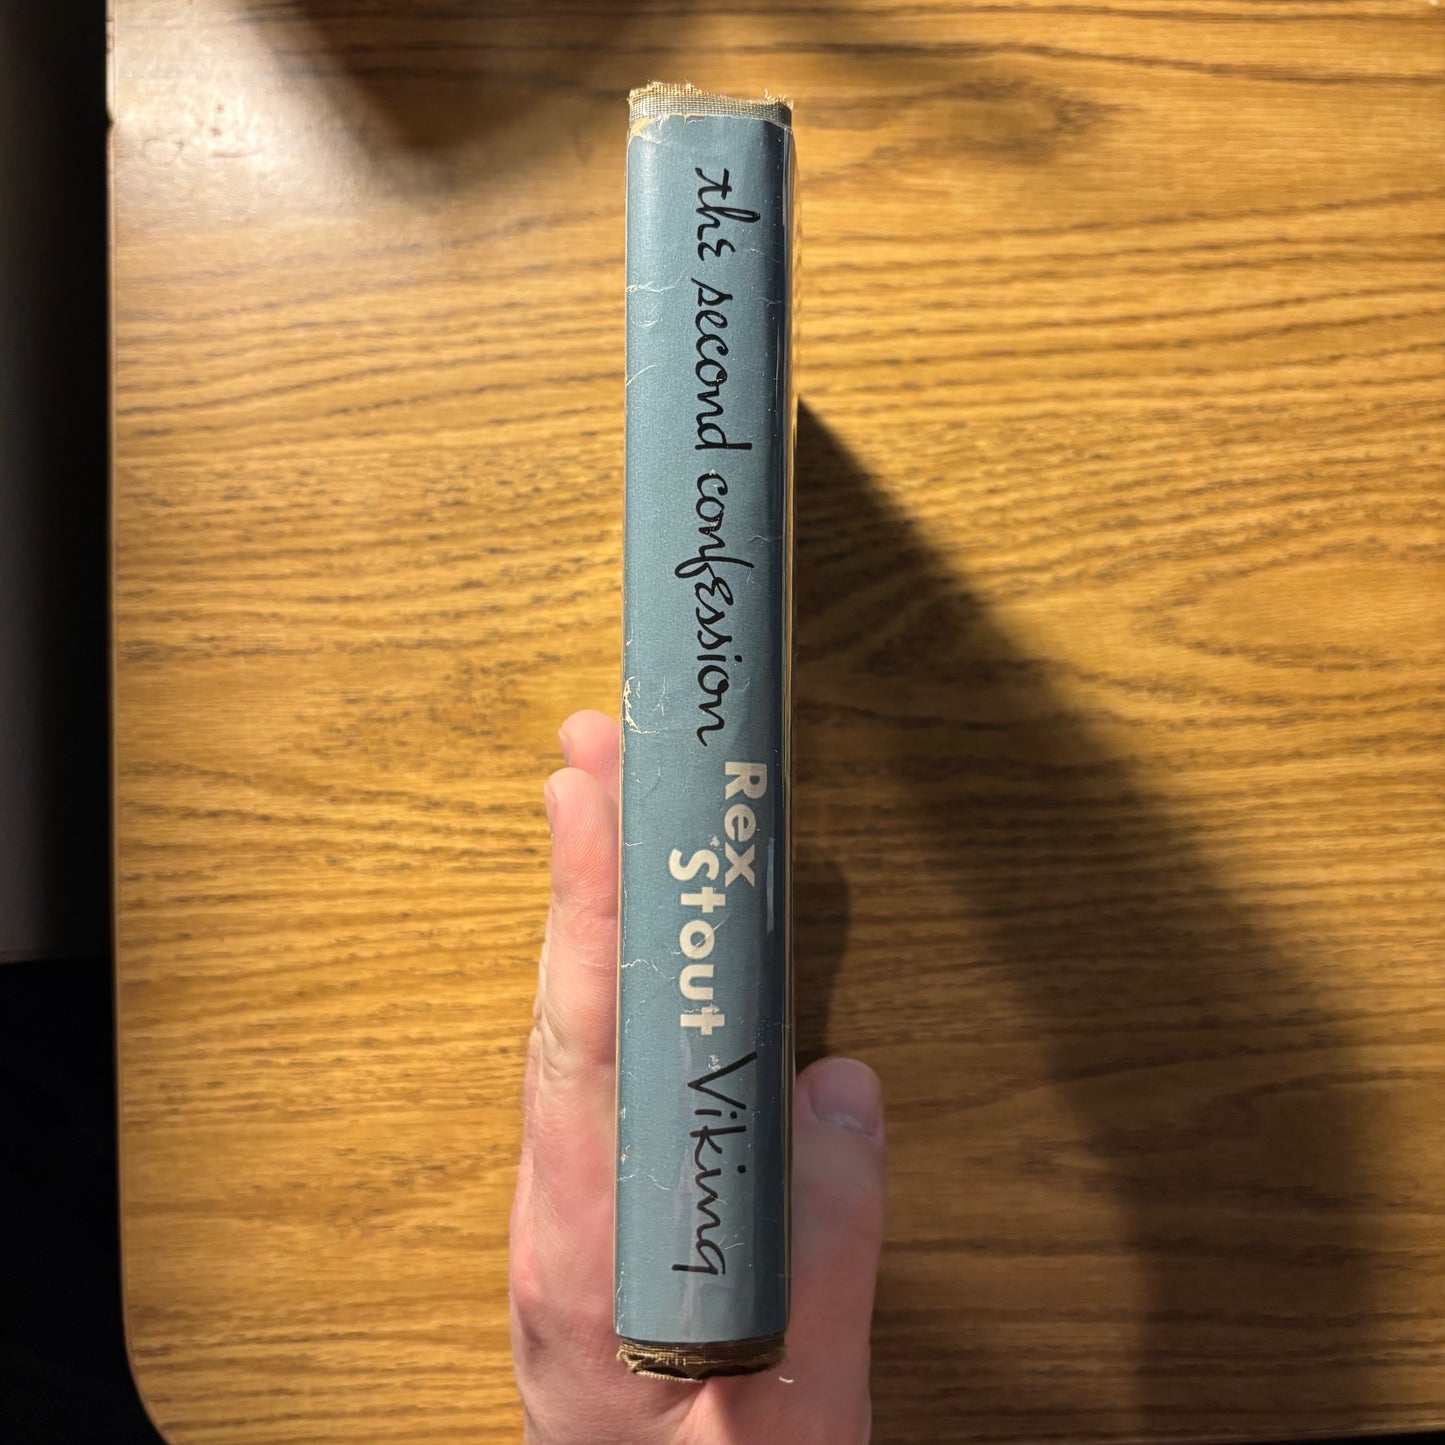 the second confession
Rex
Stout
Viking